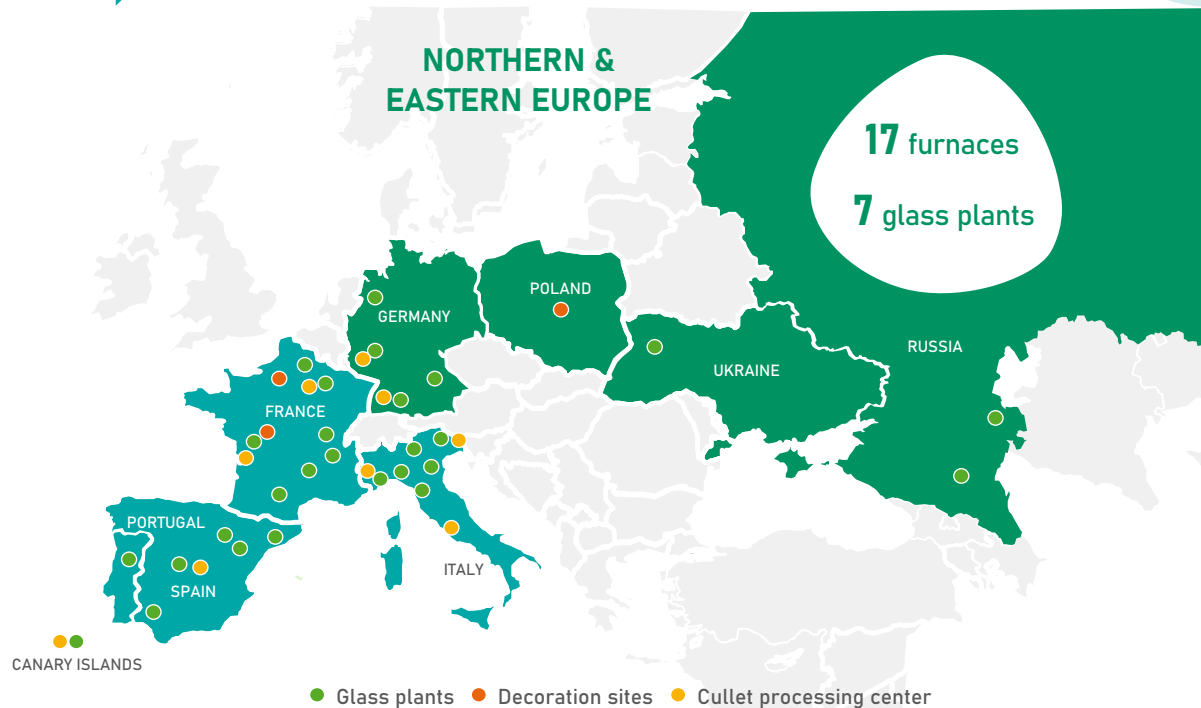 NORTHERN &
EASTERN EUROPE
17 furnaces
7 glass plants
POLAND
GERMANY
RUSSIA
UKRAINE
FRANCE
PORTUGAL
ITALY
SPAIN
CANARY ISLANDS
Glass plants
Decoration sites
Cullet processing center